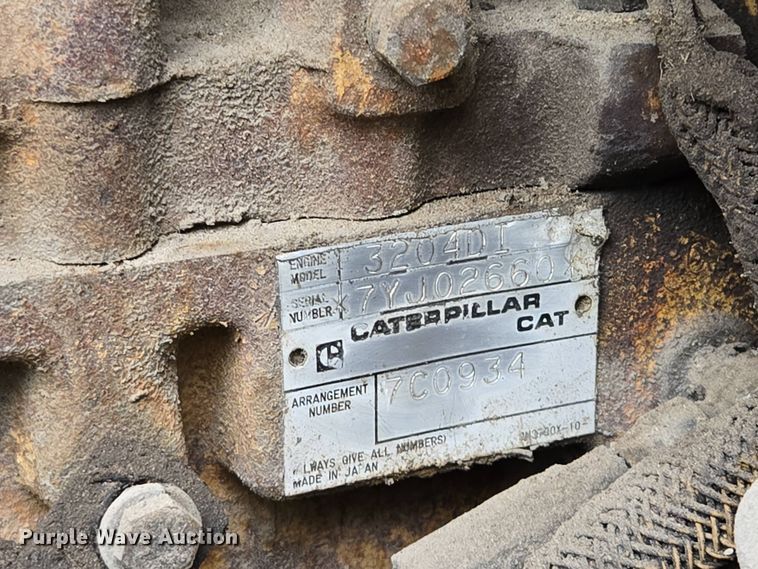 ENGINE MODEL 3204DI
SERIAL NUMBER *7YJ02660*
CATERPILLAR
CAT
ARRANGEMENT NUMBER 7C0934
LWAYS GIVE ALL NUMBERS)
MADE IN JAPAN
Purple Wave Auction